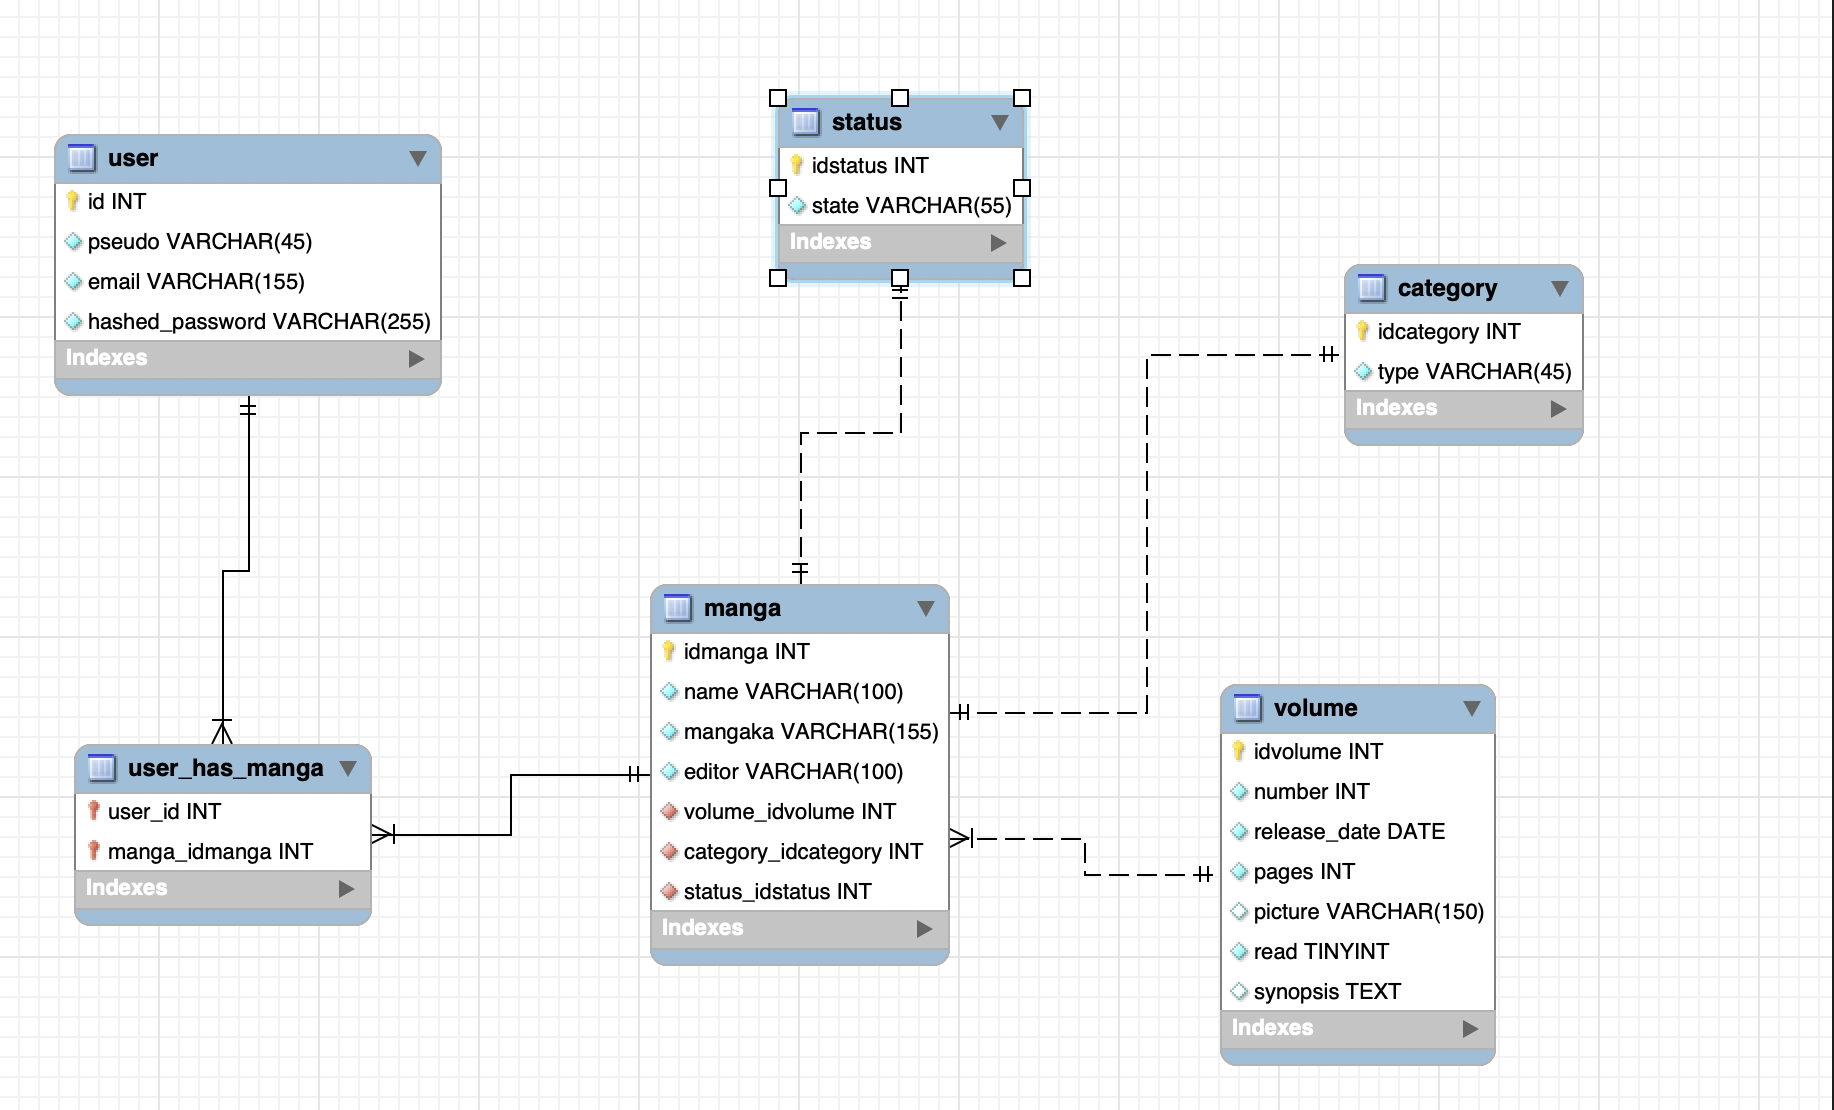 user
id INT
pseudo VARCHAR(45)
email VARCHAR(155)
hashed_password VARCHAR(255)
Indexes
status
idstatus INT
state VARCHAR(55)
Indexes
category
idcategory INT
type VARCHAR(45)
Indexes
user_has_manga
user_id INT
manga_idmanga INT
Indexes
manga
idmanga INT
name VARCHAR(100)
mangaka VARCHAR(155)
editor VARCHAR(100)
volume_idvolume INT
category_idcategory INT
status_idstatus INT
Indexes
volume
idvolume INT
number INT
release_date DATE
pages INT
picture VARCHAR(150)
read TINYINT
synopsis TEXT
Indexes